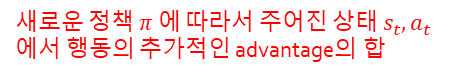 새로운 정책 π 에 따라서 주어진 상태 s_t, a_t
에서 행동의 추가적인 advantage의 합